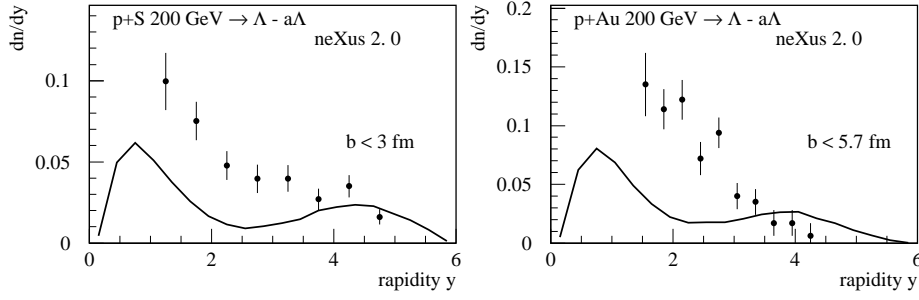 p+S 200 GeV → Λ - aΛ
neXus 2. 0
b < 3 fm
dn/dy
0.1
0.05
0
0
2
4
6
rapidity y
p+Au 200 GeV → Λ - aΛ
neXus 2. 0
b < 5.7 fm
dn/dy
0.2
0.15
0.1
0.05
0
0
2
4
6
rapidity y